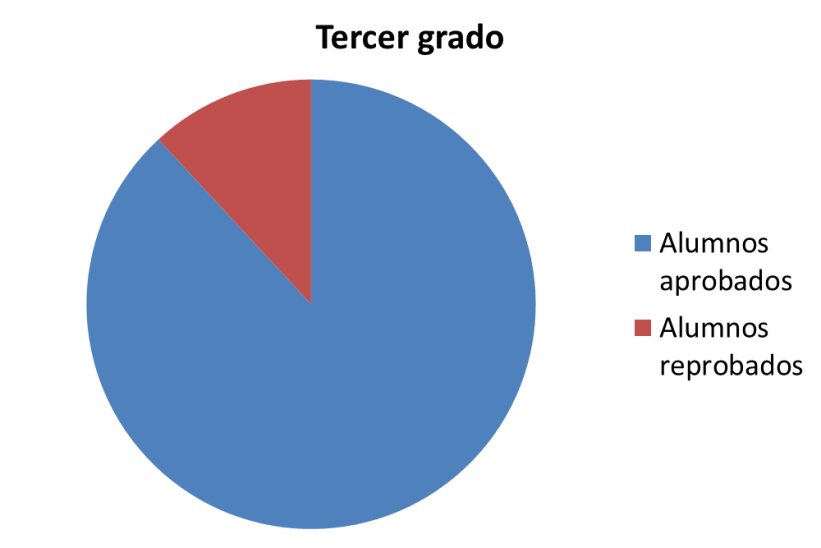 Tercer grado
Alumnos
aprobados
Alumnos
reprobados